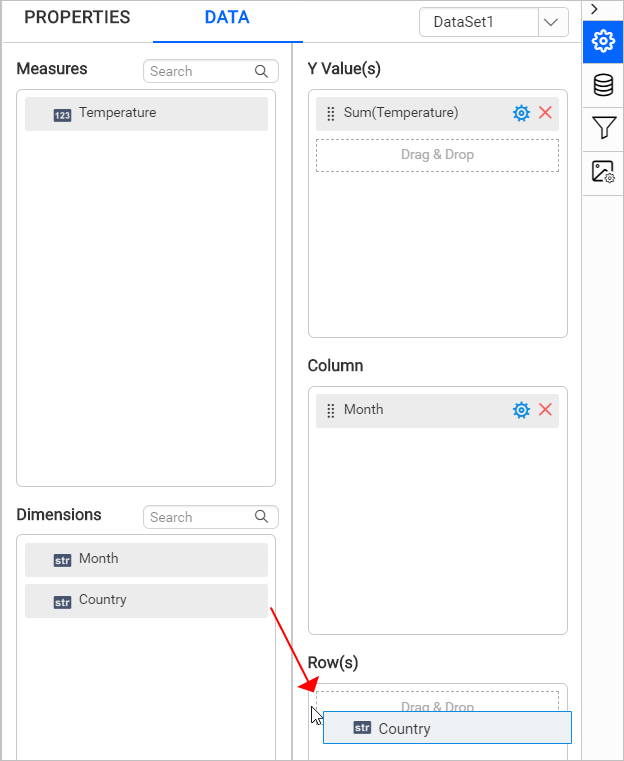 PROPERTIES
DATA
DataSet1
Measures
Search
123 Temperature
Dimensions
Search
str Month
str Country
Y Value(s)
Sum(Temperature)
Drag & Drop
Column
Month
Row(s)
Drag & Drop
str Country